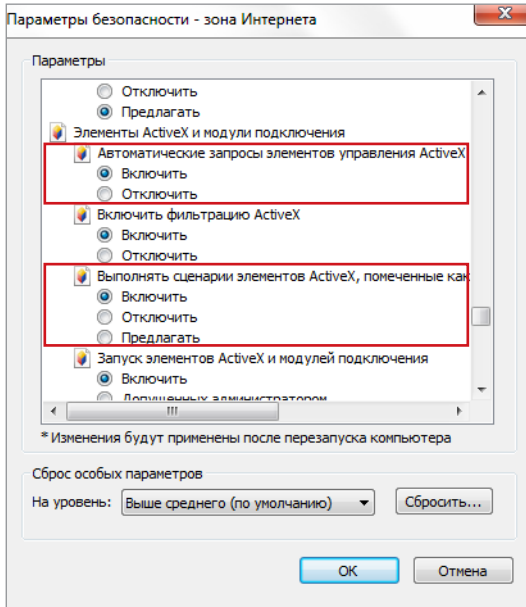 Параметры безопасности - зона Интернета
Параметры
Отключить
Предлагать
Элементы ActiveX и модули подключения
Автоматические запросы элементов управления ActiveX
Включить
Отключить
Включить фильтрацию ActiveX
Включить
Отключить
Выполнять сценарии элементов ActiveX, помеченные как
Включить
Отключить
Предлагать
Запуск элементов ActiveX и модулей подключения
Включить
Допущенных администратором
*Изменения будут применены после перезапуска компьютера
Сброс особых параметров
На уровень: Выше среднего (по умолчанию) Сбросить...
ОК Отмена